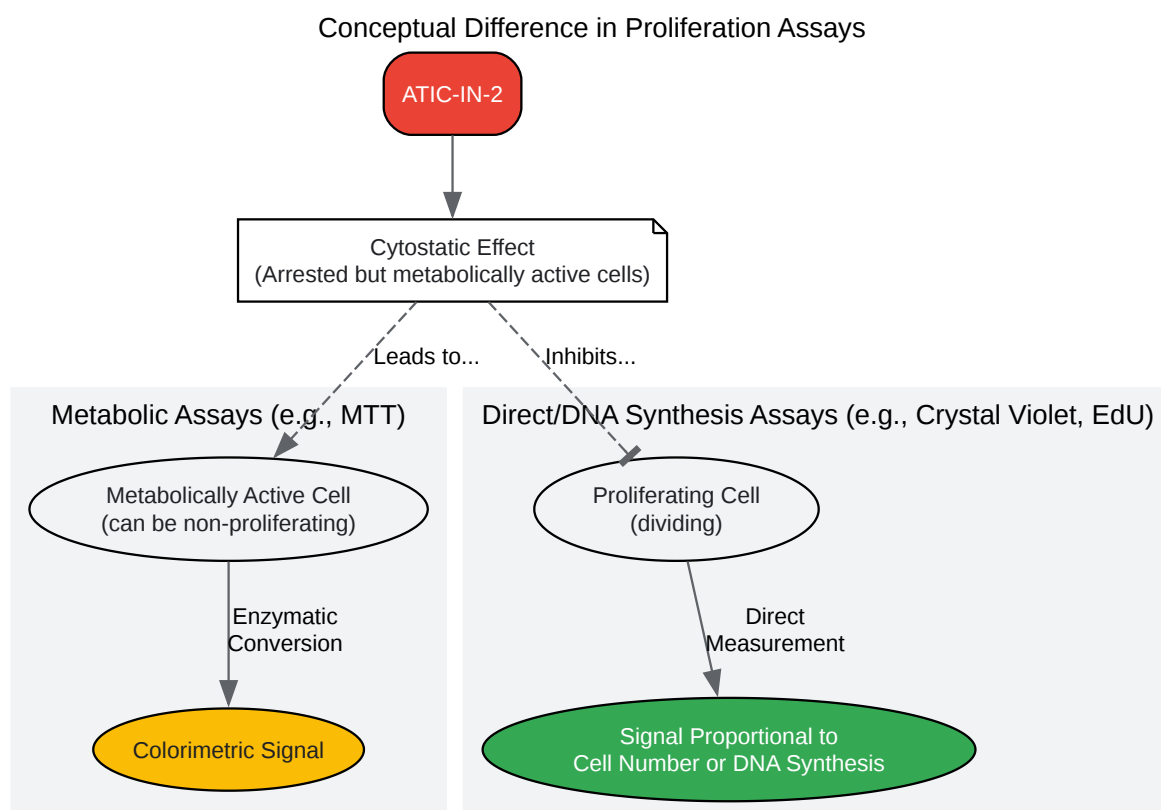 Conceptual Difference in Proliferation Assays
ATIC-IN-2
Cytostatic Effect
(Arrested but metabolically active cells)
Leads to...
Inhibits...
Metabolic Assays (e.g., MTT)
Direct/DNA Synthesis Assays (e.g., Crystal Violet, EdU)
Metabolically Active Cell
(can be non-proliferating)
Proliferating Cell
(dividing)
Enzymatic
Conversion
Direct
Measurement
Colorimetric Signal
Signal Proportional to
Cell Number or DNA Synthesis